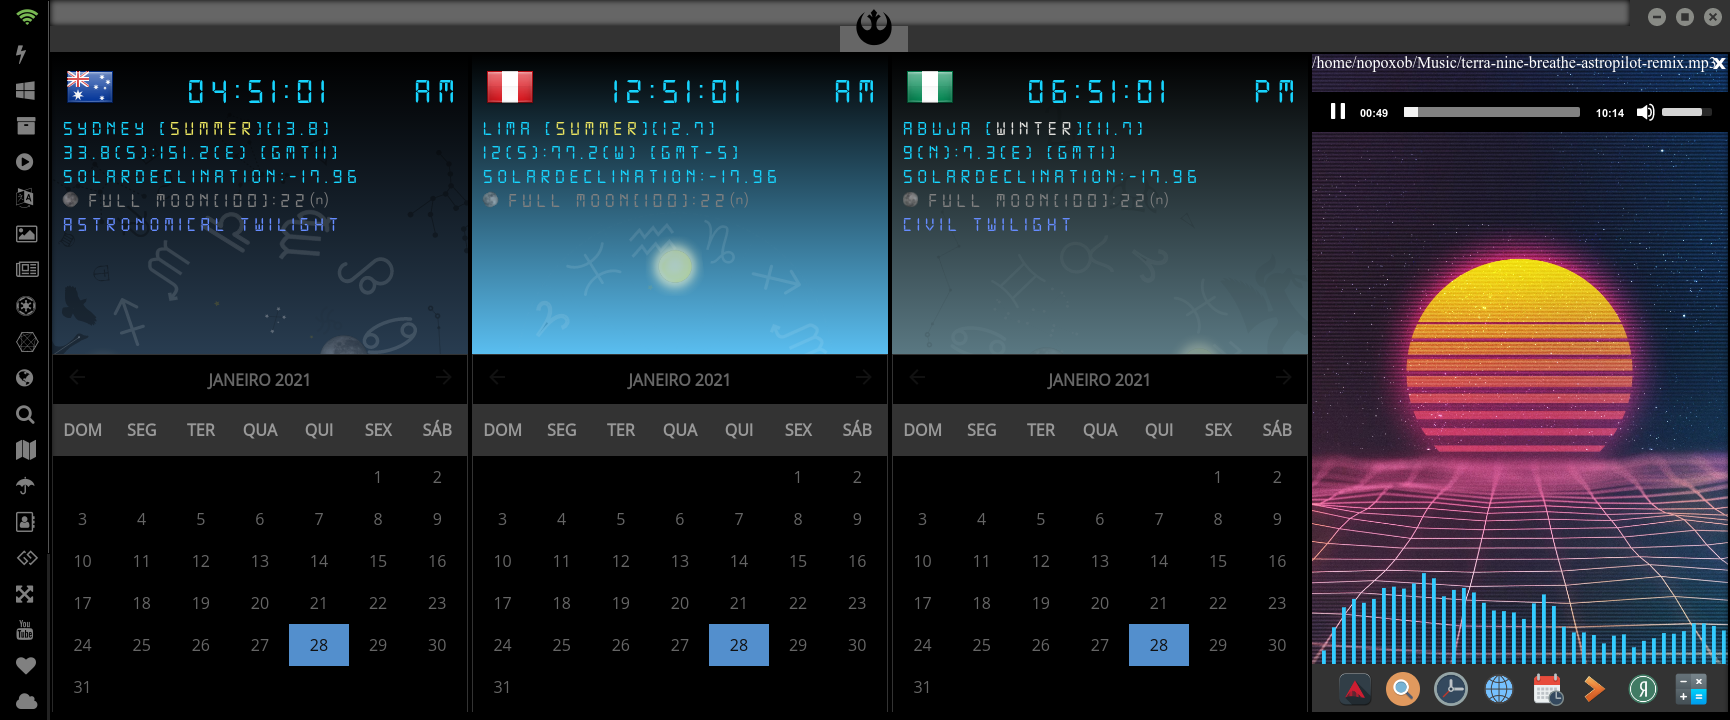 04:51:01 AM
SYDNEY [SUMMER][13.8]
33.8(S):151.2(E) [GMT11]
SOLARDECLINATION:-17.96
FULL MOON(100):22(n)
ASTRONOMICAL TWILIGHT
JANEIRO 2021
DOM SEG TER QUA QUI SEX SÁB
1 2
3 4 5 6 7 8 9
10 11 12 13 14 15 16
17 18 19 20 21 22 23
24 25 26 27 28 29 30
31
12:51:01 AM
LIMA [SUMMER][12.7]
12(S):77.2(W) [GMT-5]
SOLARDECLINATION:-17.96
FULL MOON(100):22(n)
JANEIRO 2021
DOM SEG TER QUA QUI SEX SÁB
1 2
3 4 5 6 7 8 9
10 11 12 13 14 15 16
17 18 19 20 21 22 23
24 25 26 27 28 29 30
31
06:51:01 PM
ABUJA [WINTER][11.7]
9(N):7.3(E) [GMT1]
SOLARDECLINATION:-17.96
FULL MOON(100):22(n)
CIVIL TWILIGHT
JANEIRO 2021
DOM SEG TER QUA QUI SEX SÁB
1 2
3 4 5 6 7 8 9
10 11 12 13 14 15 16
17 18 19 20 21 22 23
24 25 26 27 28 29 30
31
/home/nopoxob/Music/terra-nine-breathe-astropilot-remix.mp3
00:49 10:14
You
Tube
Я